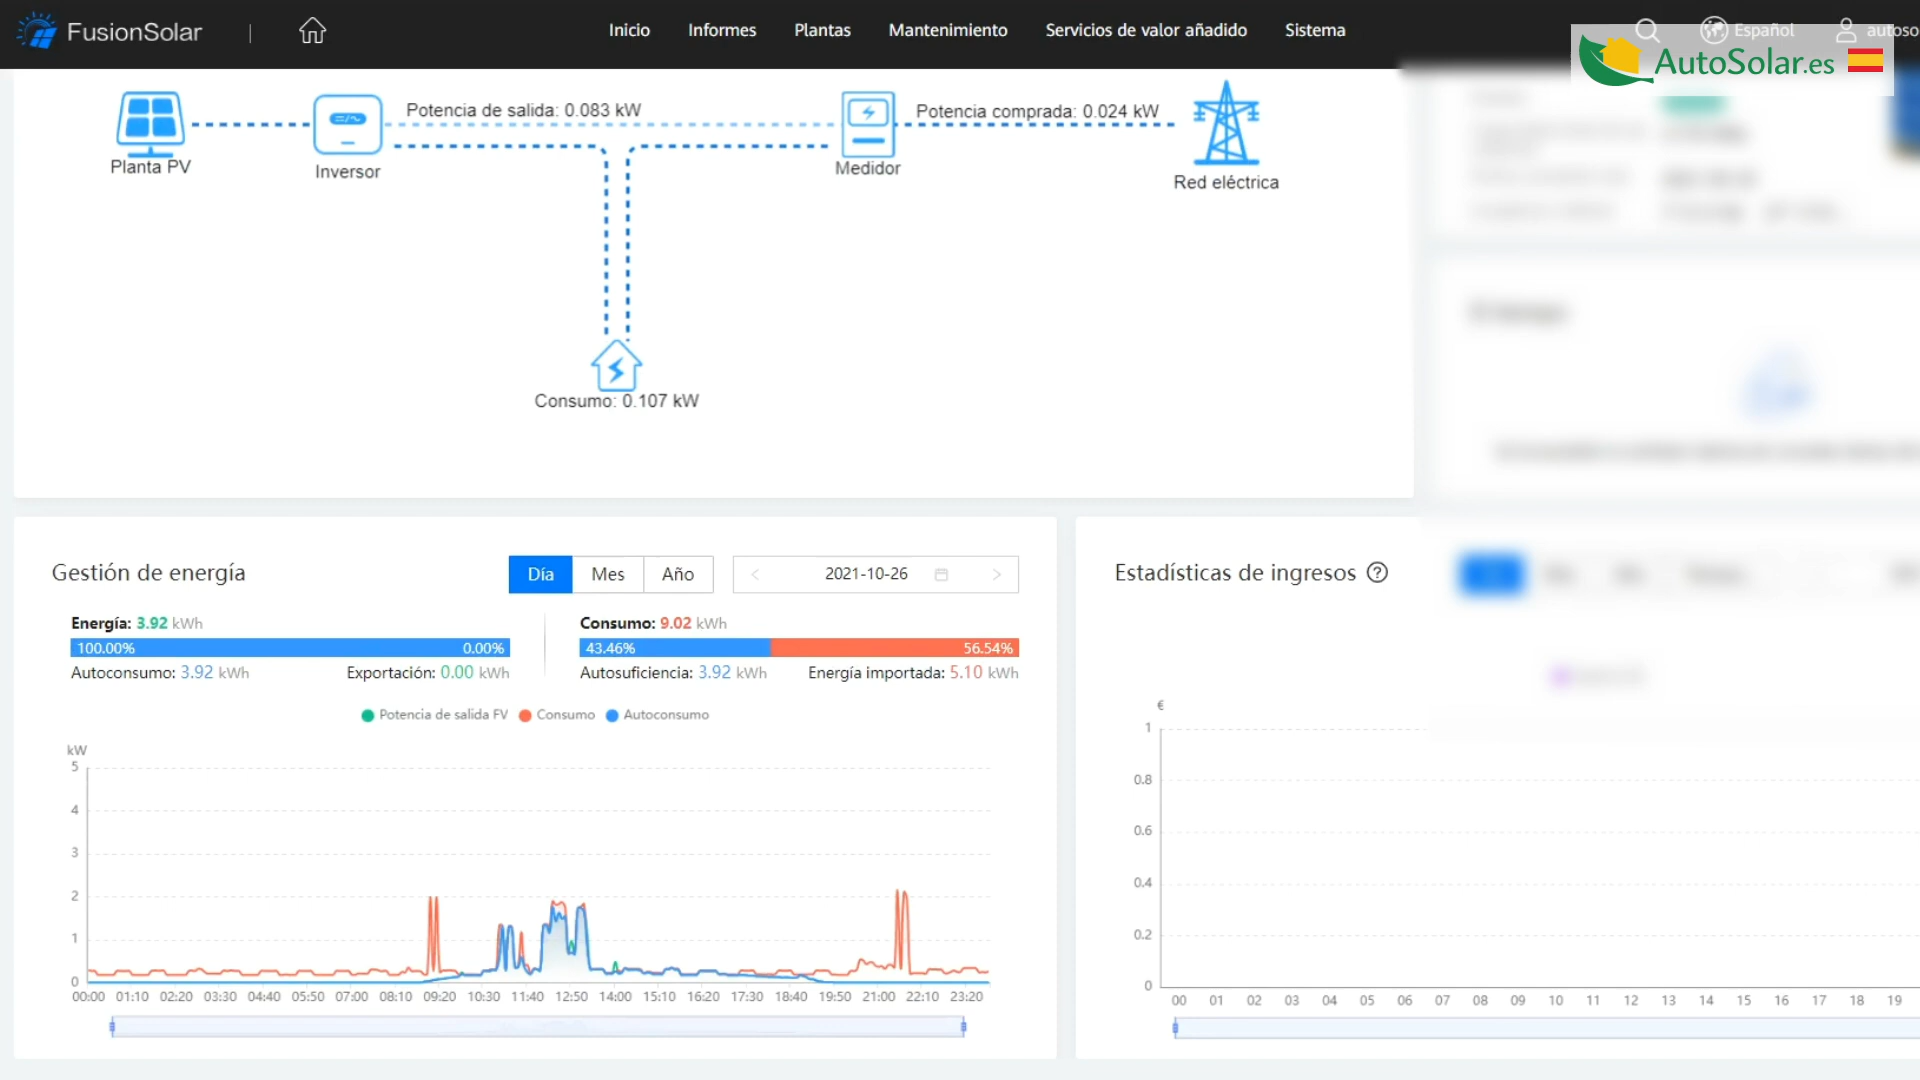 FusionSolar
Inicio
Informes
Plantas
Mantenimiento
Servicios de valor añadido
Sistema
Español
autoso
AutoSolar.es
Potencia de salida: 0.083 kW
Potencia comprada: 0.024 kW
Planta PV
Inversor
Medidor
Red eléctrica
Consumo: 0.107 kW
Gestión de energía
Día
Mes
Año
2021-10-26
Energía: 3.92 kWh
100.00%
0.00%
Autoconsumo: 3.92 kWh
Exportación: 0.00 kWh
Consumo: 9.02 kWh
43.46%
56.54%
Autosuficiencia: 3.92 kWh
Energía importada: 5.10 kWh
Potencia de salida FV
Consumo
Autoconsumo
kW
5
4
3
2
1
0
00:00 01:10 02:20 03:30 04:40 05:50 07:00 08:10 09:20 10:30 11:40 12:50 14:00 15:10 16:20 17:30 18:40 19:50 21:00 22:10 23:20
Estadísticas de ingresos
€
1
0.8
0.6
0.4
0.2
0
00 01 02 03 04 05 06 07 08 09 10 11 12 13 14 15 16 17 18 19